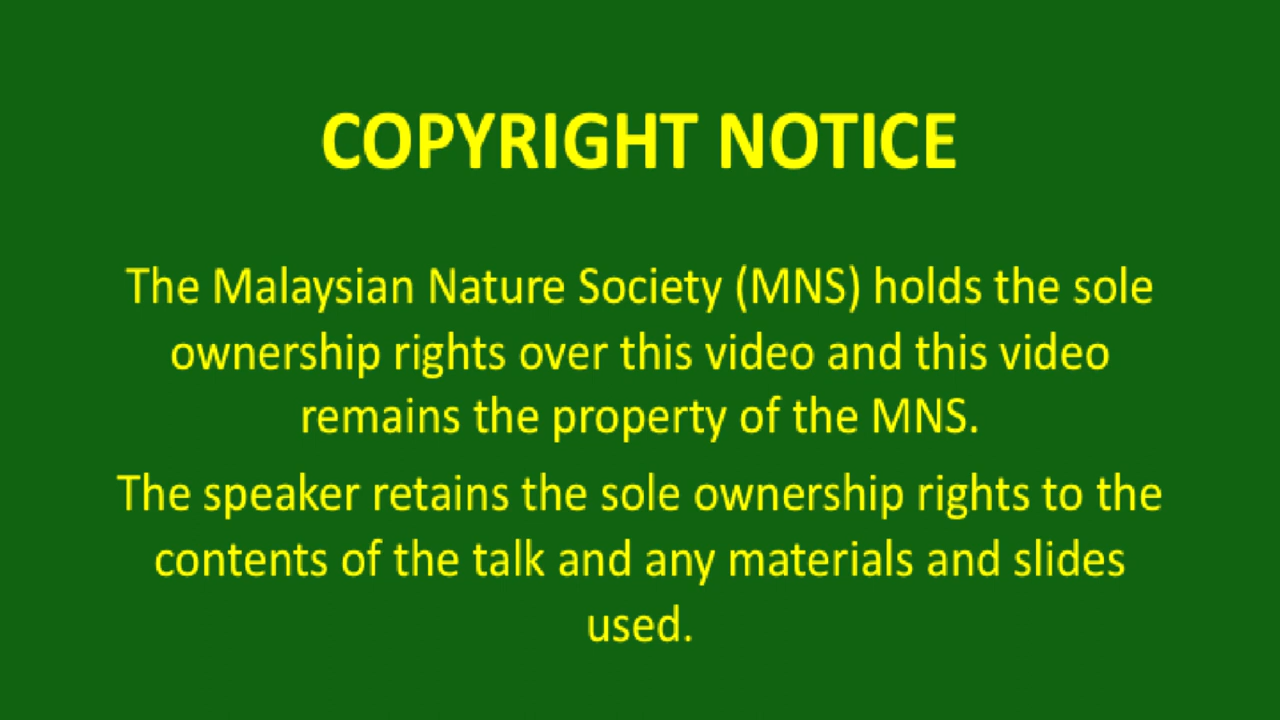 COPYRIGHT NOTICE
The Malaysian Nature Society (MNS) holds the sole
ownership rights over this video and this video
remains the property of the MNS.
The speaker retains the sole ownership rights to the
contents of the talk and any materials and slides
used.